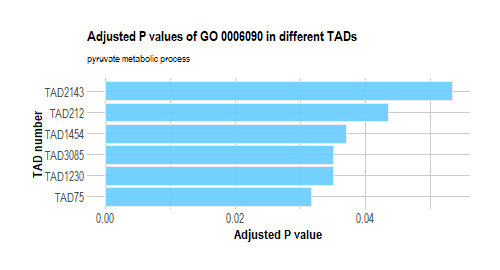 Adjusted P values of GO 0006090 in different TADs
pyruvate metabolic process
TAD number
TAD2143
TAD212
TAD1454
TAD3085
TAD1230
TAD75
0.00 0.02 0.04
Adjusted P value